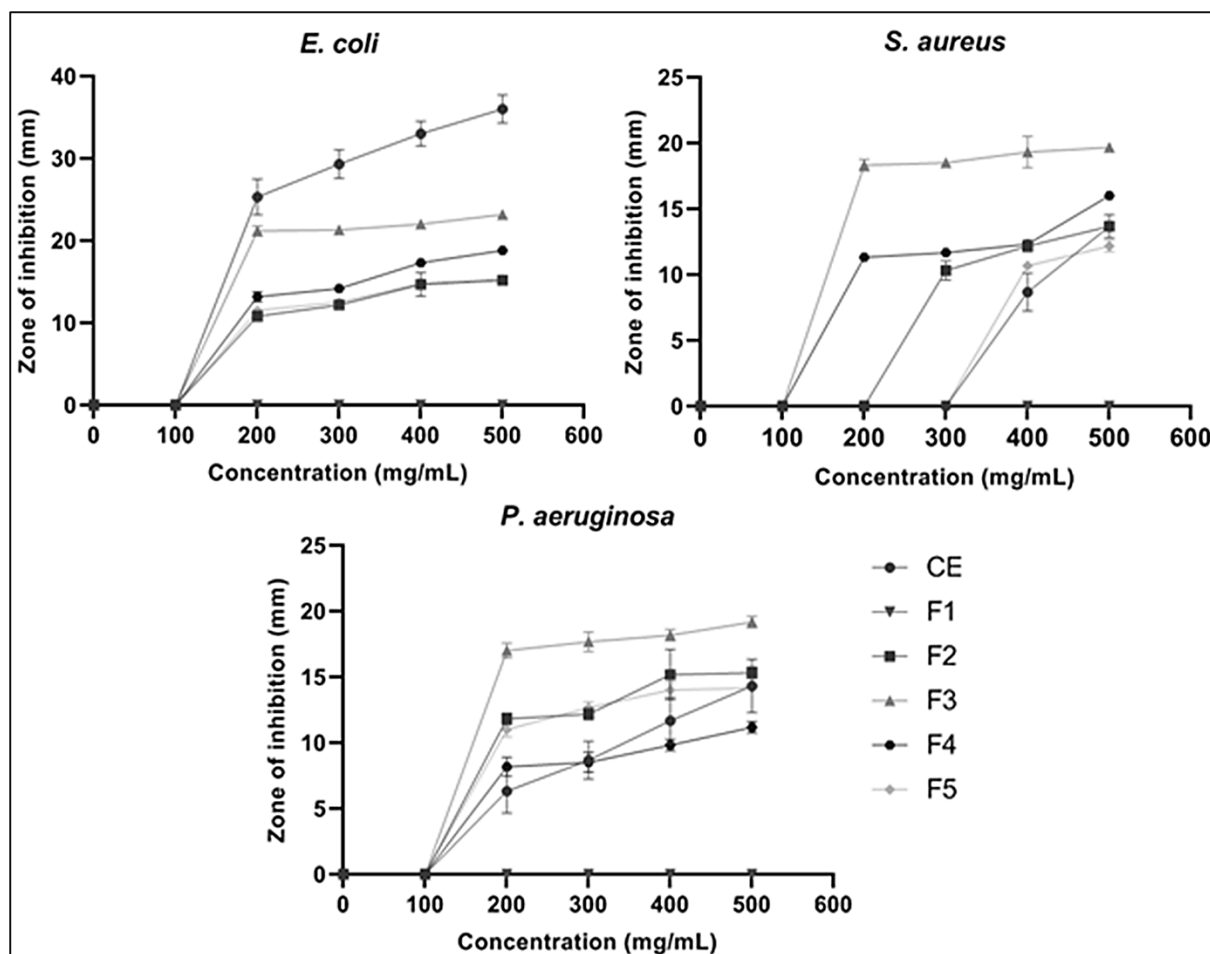 E. coli
Zone of inhibition (mm)
40
30
20
10
0
0 100 200 300 400 500 600
Concentration (mg/mL)
S. aureus
Zone of inhibition (mm)
25
20
15
10
5
0
0 100 200 300 400 500 600
Concentration (mg/mL)
P. aeruginosa
Zone of inhibition (mm)
25
20
15
10
5
0
0 100 200 300 400 500 600
Concentration (mg/mL)
CE
F1
F2
F3
F4
F5